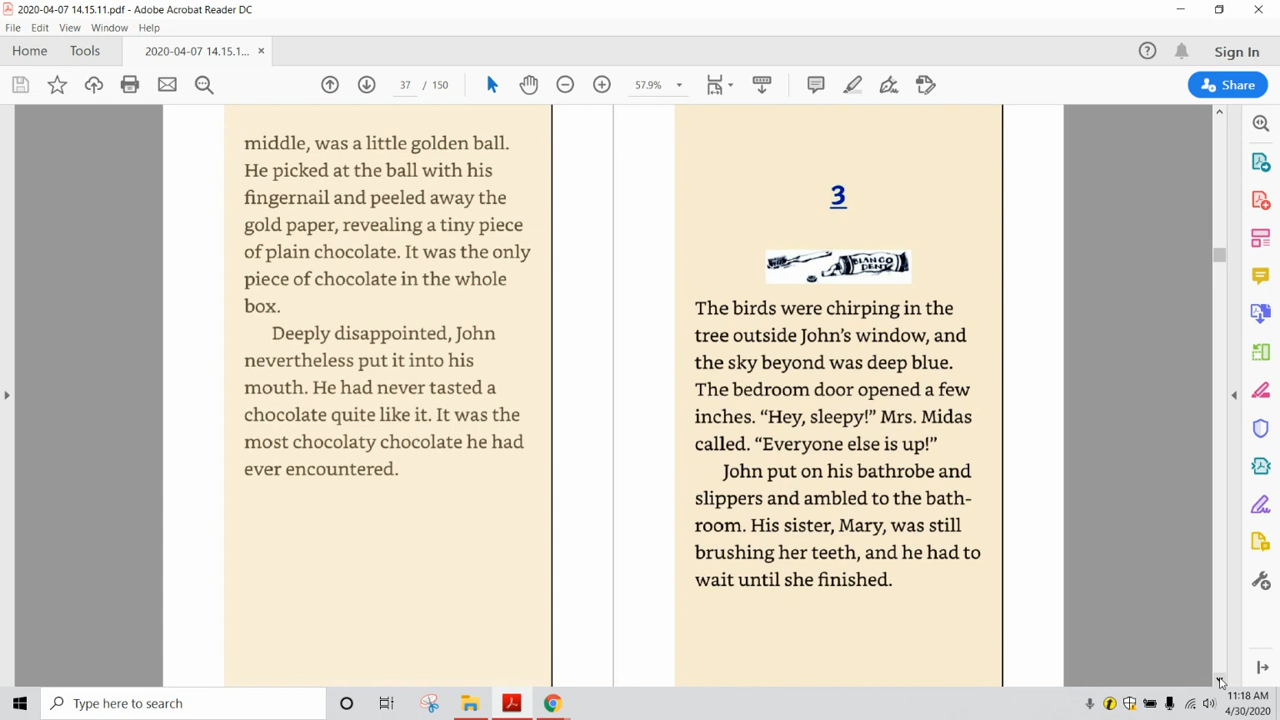 2020-04-07 14.15.11.pdf - Adobe Acrobat Reader DC
File Edit View Window Help
Home Tools 2020-04-07 14.15.1... × Sign In
37 / 150 57.9% Share
middle, was a little golden ball.
He picked at the ball with his
fingernail and peeled away the
gold paper, revealing a tiny piece
of plain chocolate. It was the only
piece of chocolate in the whole
box.
Deeply disappointed, John
nevertheless put it into his
mouth. He had never tasted a
chocolate quite like it. It was the
most chocolaty chocolate he had
ever encountered.
3
BLANCO
DENT
The birds were chirping in the
tree outside John’s window, and
the sky beyond was deep blue.
The bedroom door opened a few
inches. “Hey, sleepy!” Mrs. Midas
called. “Everyone else is up!”
John put on his bathrobe and
slippers and ambled to the bath-
room. His sister, Mary, was still
brushing her teeth, and he had to
wait until she finished.
Type here to search
11:18 AM
4/30/2020